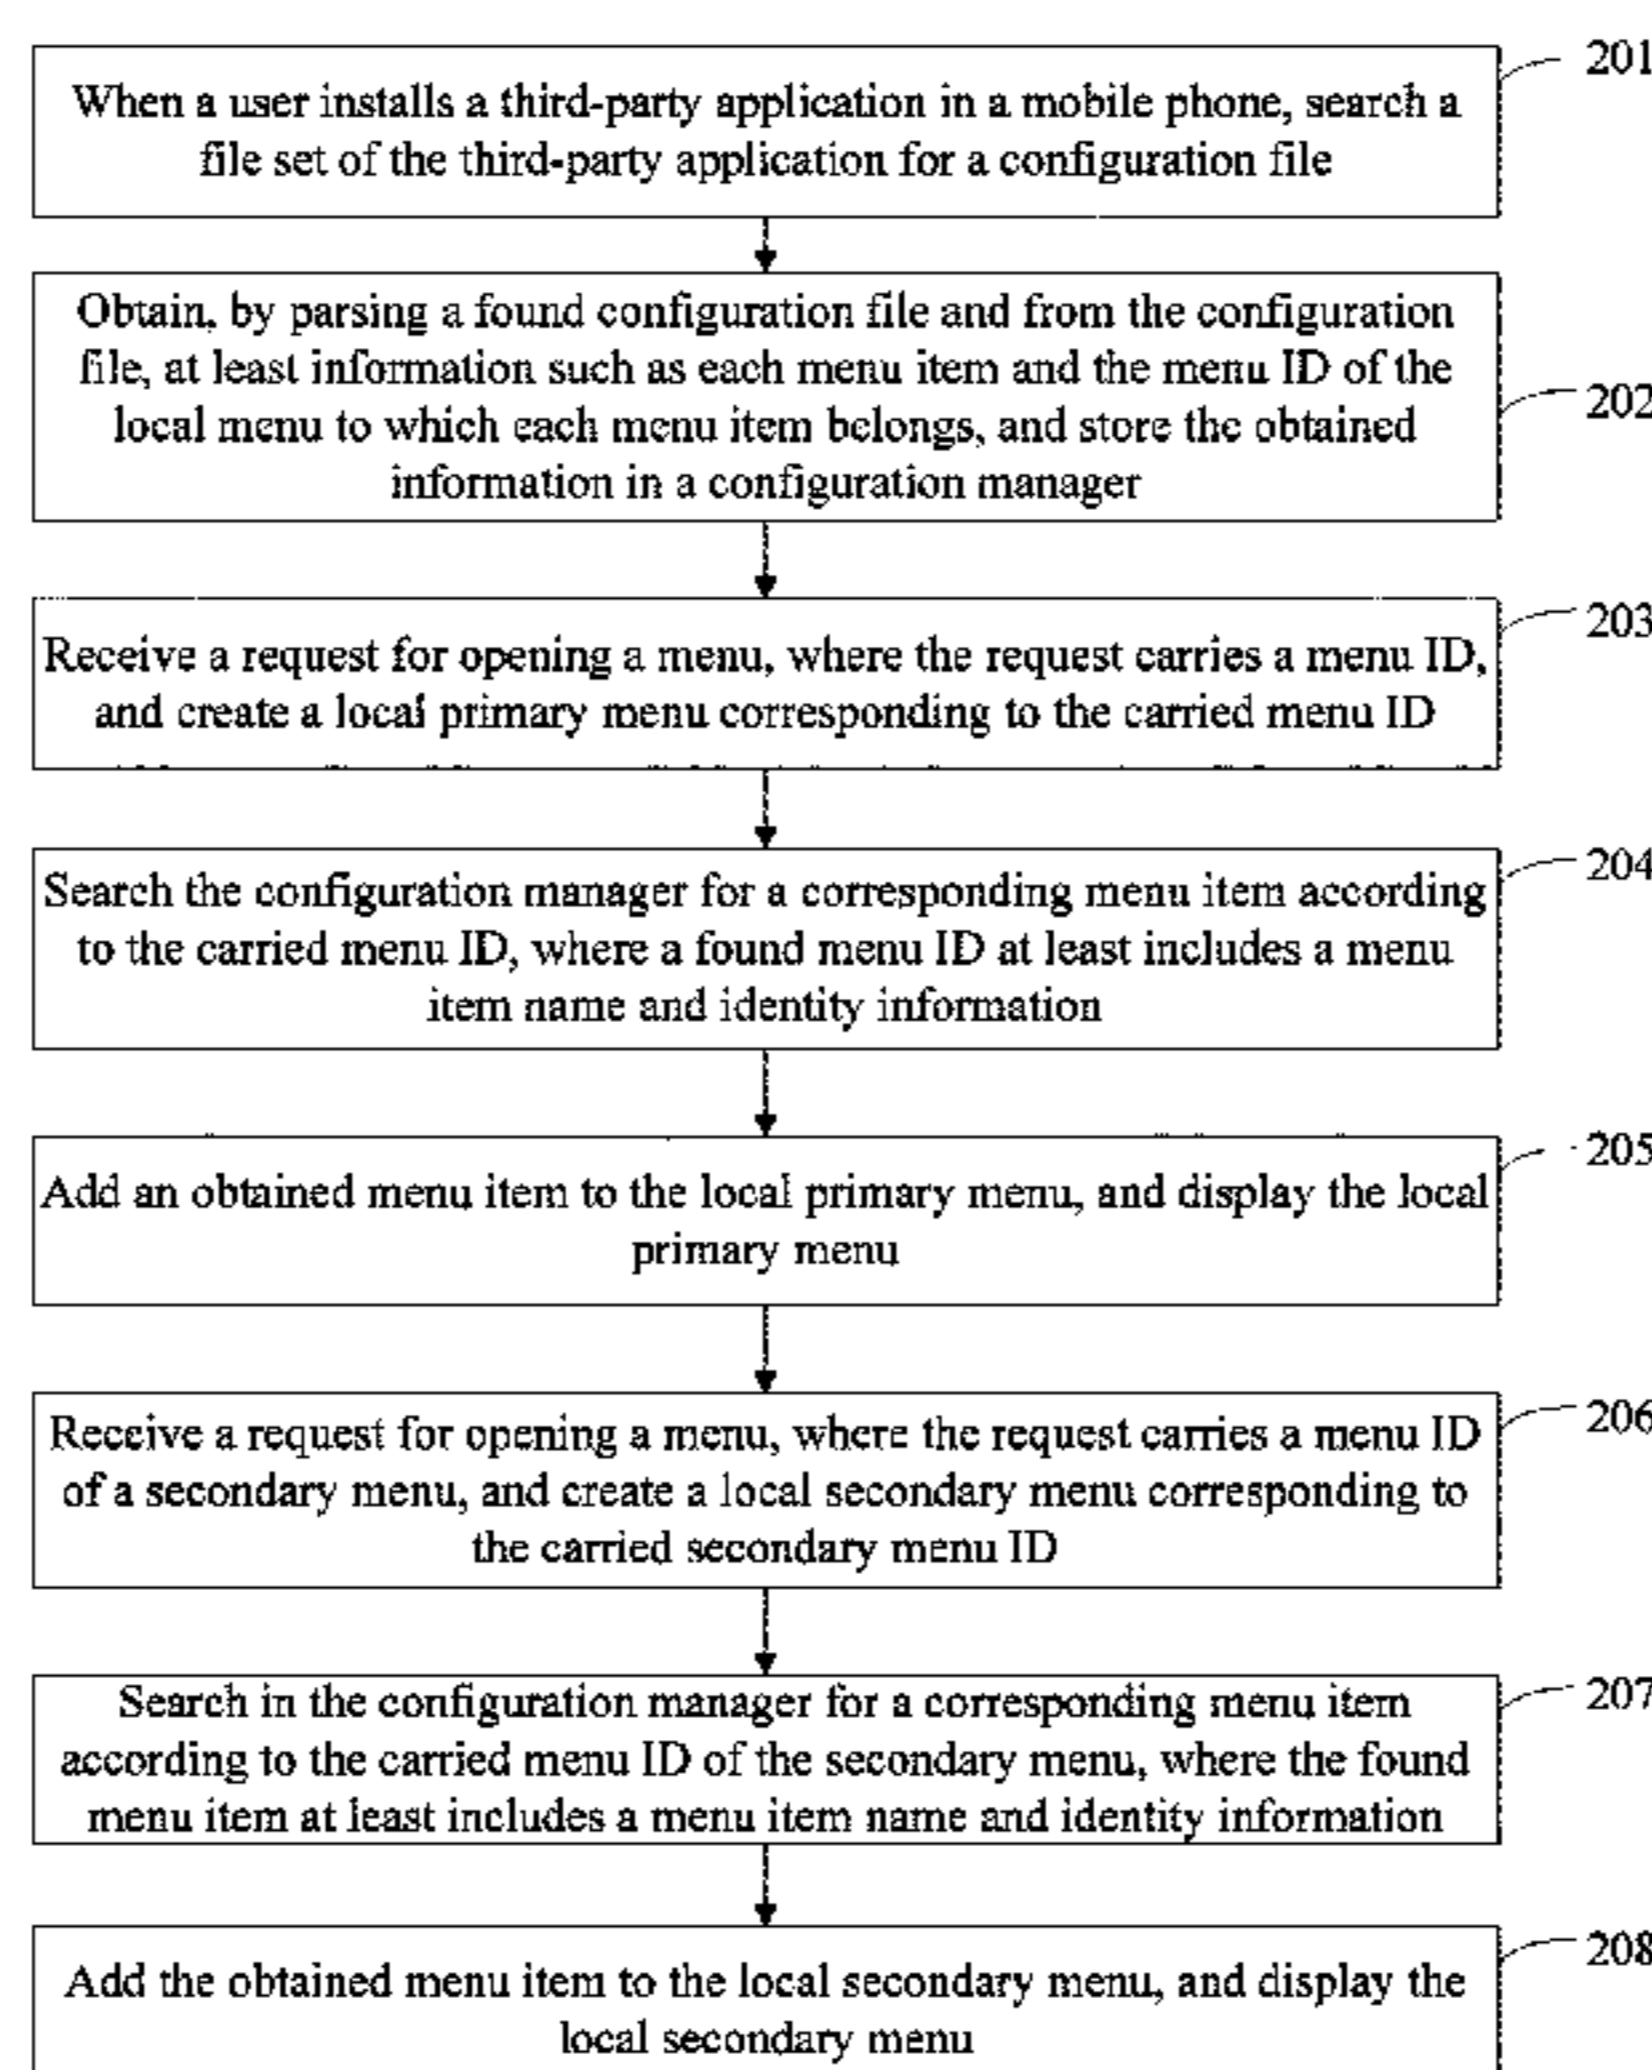 201
When a user installs a third-party application in a mobile phone, search a
file set of the third-party application for a configuration file
Obtain, by parsing a found configuration file and from the configuration
file, at least information such as each menu item and the menu ID of the
local menu to which each menu item belongs, and store the obtained
information in a configuration manager
202
203
Receive a request for opening a menu, where the request carries a menu ID,
and create a local primary menu corresponding to the carried menu ID
204
Search the configuration manager for a corresponding menu item according
to the carried menu ID, where a found menu ID at least includes a menu
item name and identity information
205
Add an obtained menu item to the local primary menu, and display the local
primary menu
206
Receive a request for opening a menu, where the request carries a menu ID
of a secondary menu, and create a local secondary menu corresponding to
the carried secondary menu ID
207
Search in the configuration manager for a corresponding menu item
according to the carried menu ID of the secondary menu, where the found
menu item at least includes a menu item name and identity information
208
Add the obtained menu item to the local secondary menu, and display the
local secondary menu